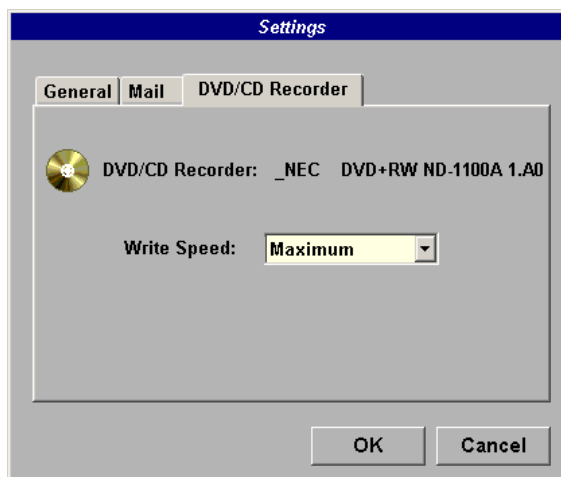 Settings
General Mail DVD/CD Recorder
DVD/CD Recorder: _NEC DVD+RW ND-1100A 1.A0
Write Speed: Maximum
OK Cancel